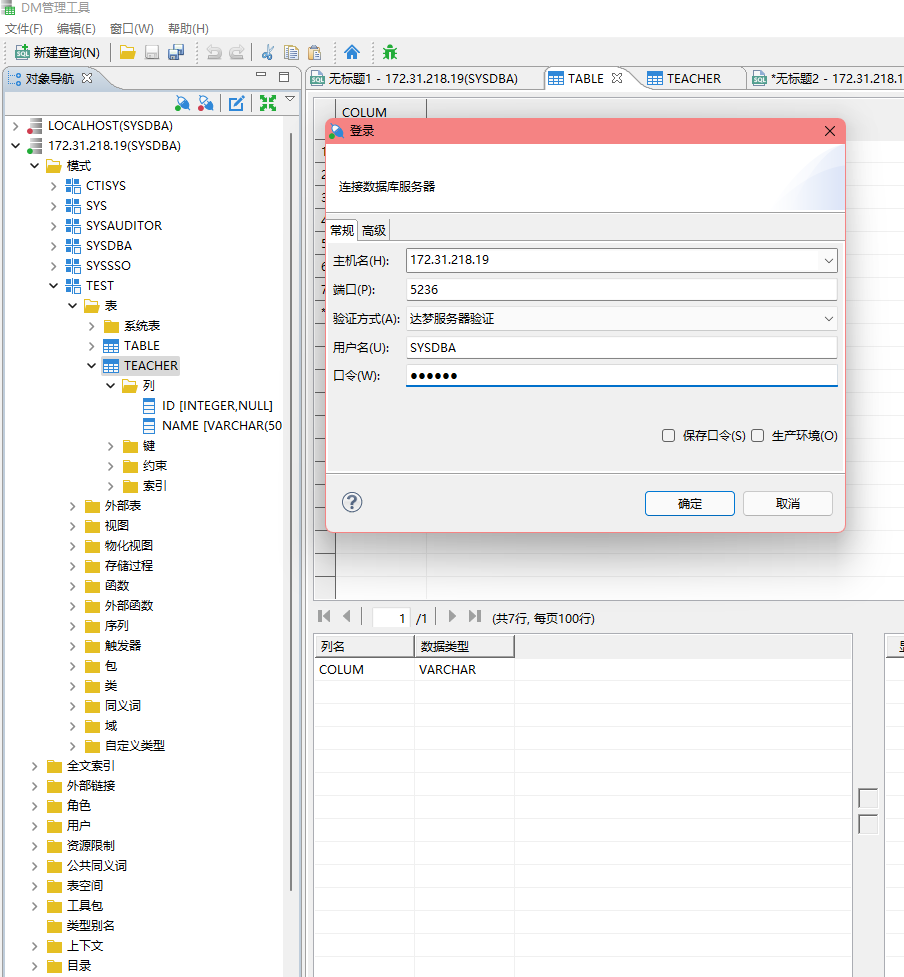 DM管理工具
文件(F) 编辑(E) 窗口(W) 帮助(H)
新建查询(N)
对象导航
无标题1 - 172.31.218.19(SYSDBA) TABLE TEACHER *无标题2 - 172.31.218.1
LOCALHOST(SYSDBA)
172.31.218.19(SYSDBA)
模式
CTISYS
SYS
SYSAUDITOR
SYSDBA
SYSSSO
TEST
表
系统表
TABLE
TEACHER
列
ID [INTEGER,NULL]
NAME [VARCHAR(50
键
约束
索引
外部表
视图
物化视图
存储过程
函数
外部函数
序列
触发器
包
类
同义词
域
自定义类型
全文索引
外部链接
角色
用户
资源限制
公共同义词
表空间
工具包
类型别名
上下文
目录
COLUM
登录
连接数据库服务器
常规 高级
主机名(H): 172.31.218.19
端口(P): 5236
验证方式(A): 达梦服务器验证
用户名(U): SYSDBA
口令(W): ●●●●●●
保存口令(S) 生产环境(O)
确定 取消
1 /1 (共7行, 每页100行)
列名 数据类型
COLUM VARCHAR